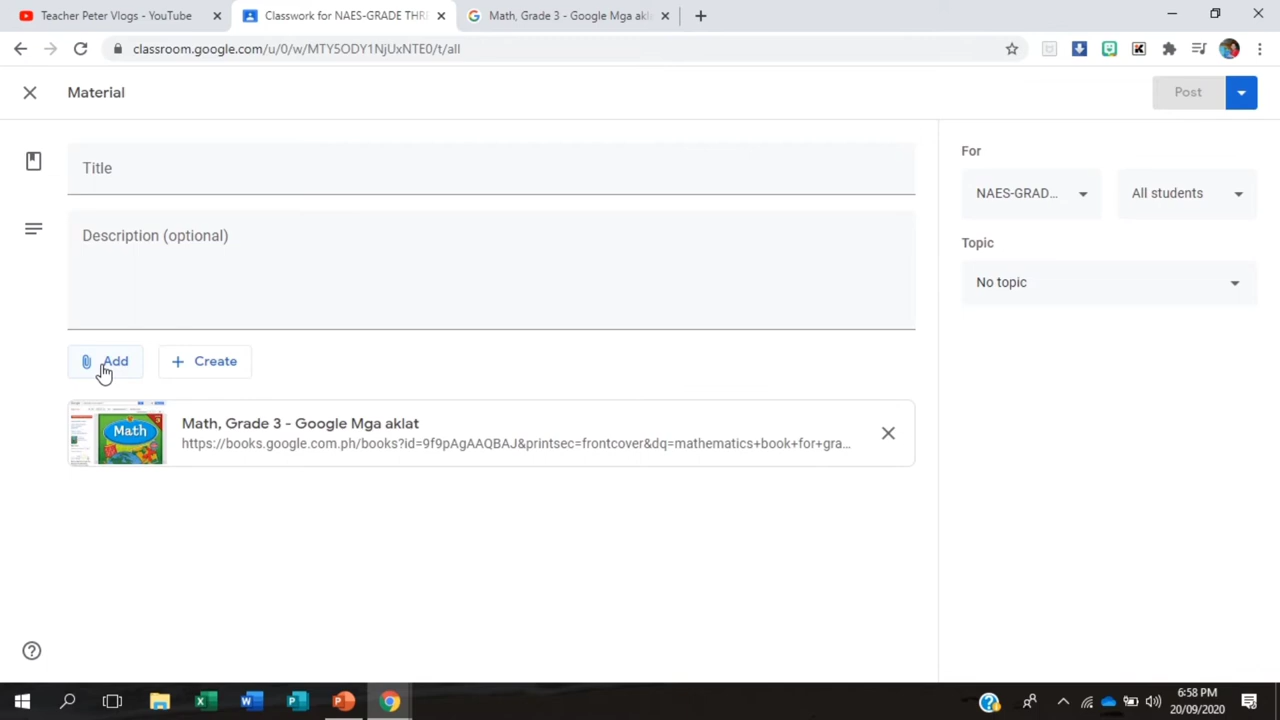 Teacher Peter Vlogs - YouTube
Classwork for NAES-GRADE THRE
Math, Grade 3 - Google Mga akl
classroom.google.com/u/0/w/MTY5ODY1NjUxNTE0/t/all
Material
Post
Title
For
NAES-GRAD...
All students
Description (optional)
Topic
No topic
Add
Create
Math
Math, Grade 3 - Google Mga aklat
https://books.google.com.ph/books?id=9f9pAgAAQBAJ&printsec=frontcover&dq=mathematics+book+for+gra...
6:58 PM
20/09/2020